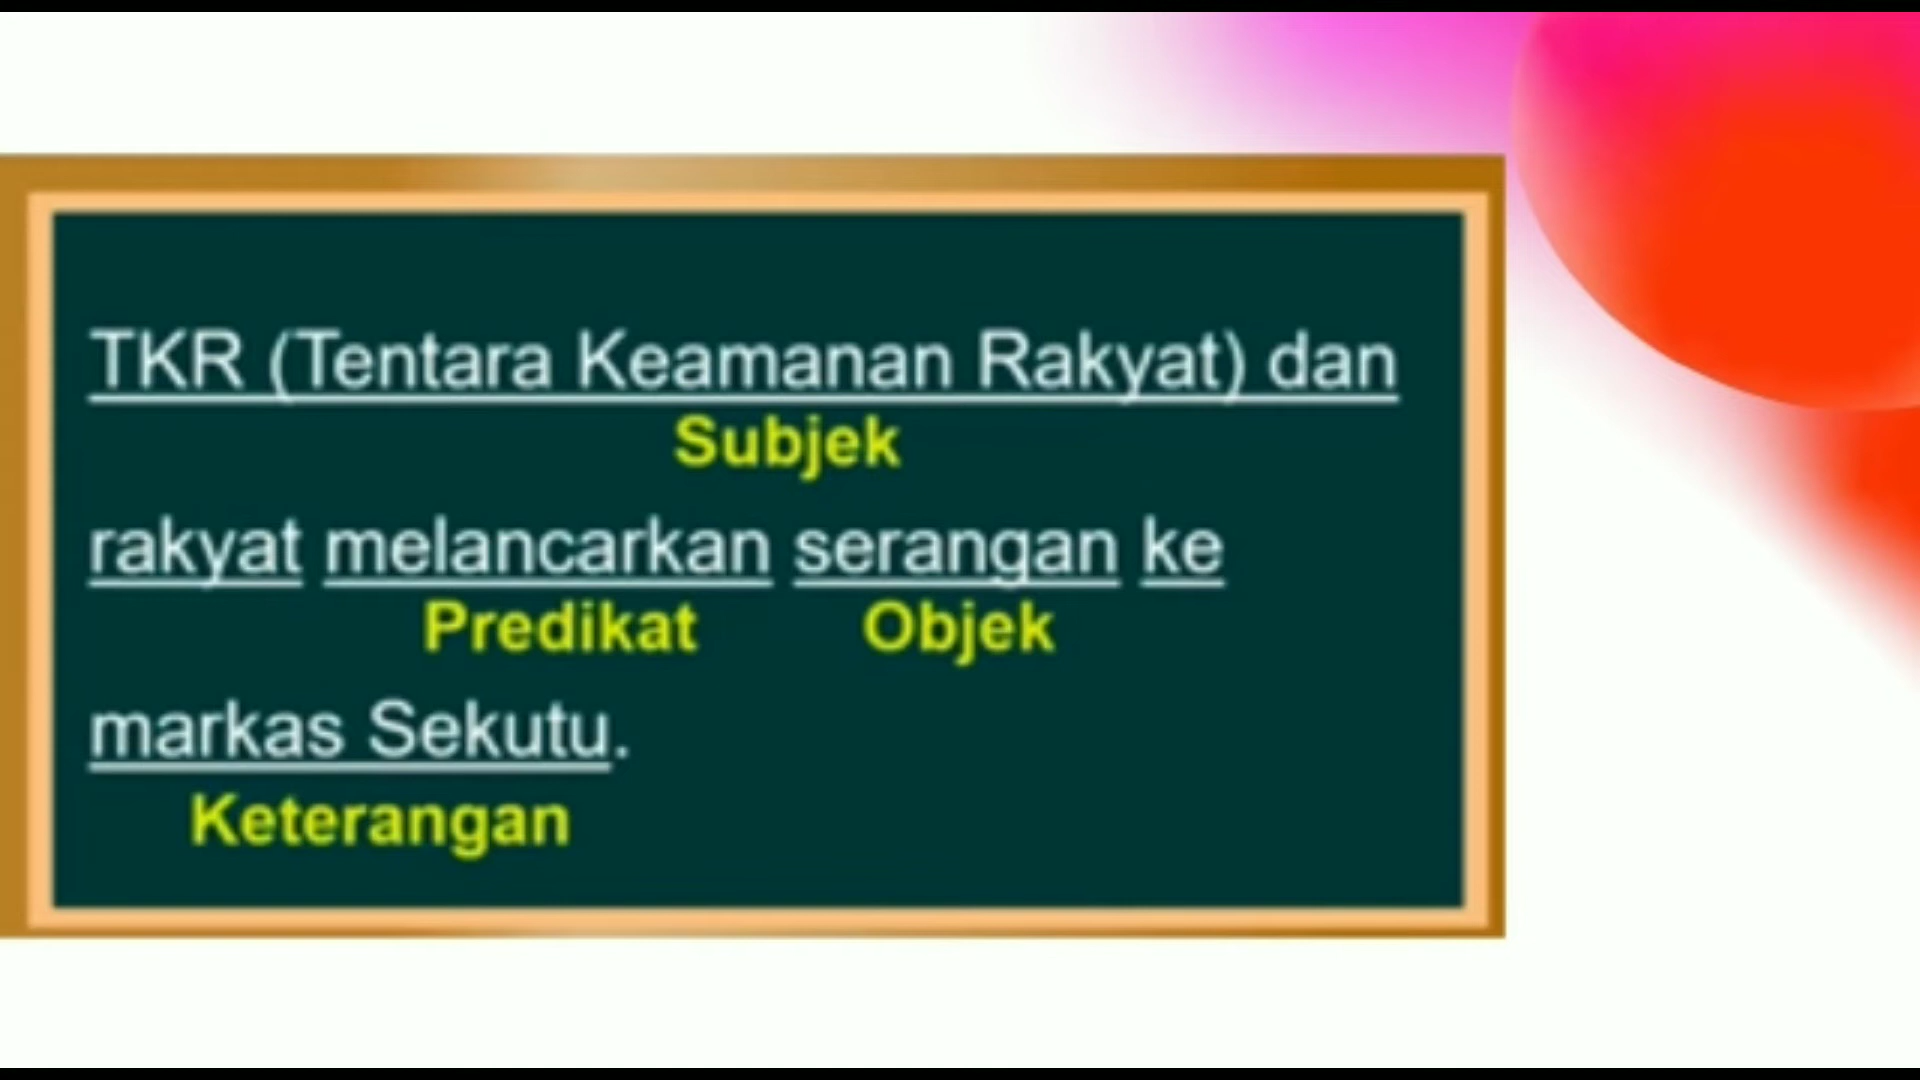 TKR (Tentara Keamanan Rakyat) dan
Subjek
rakyat melancarkan serangan ke
Predikat Objek
markas Sekutu.
Keterangan